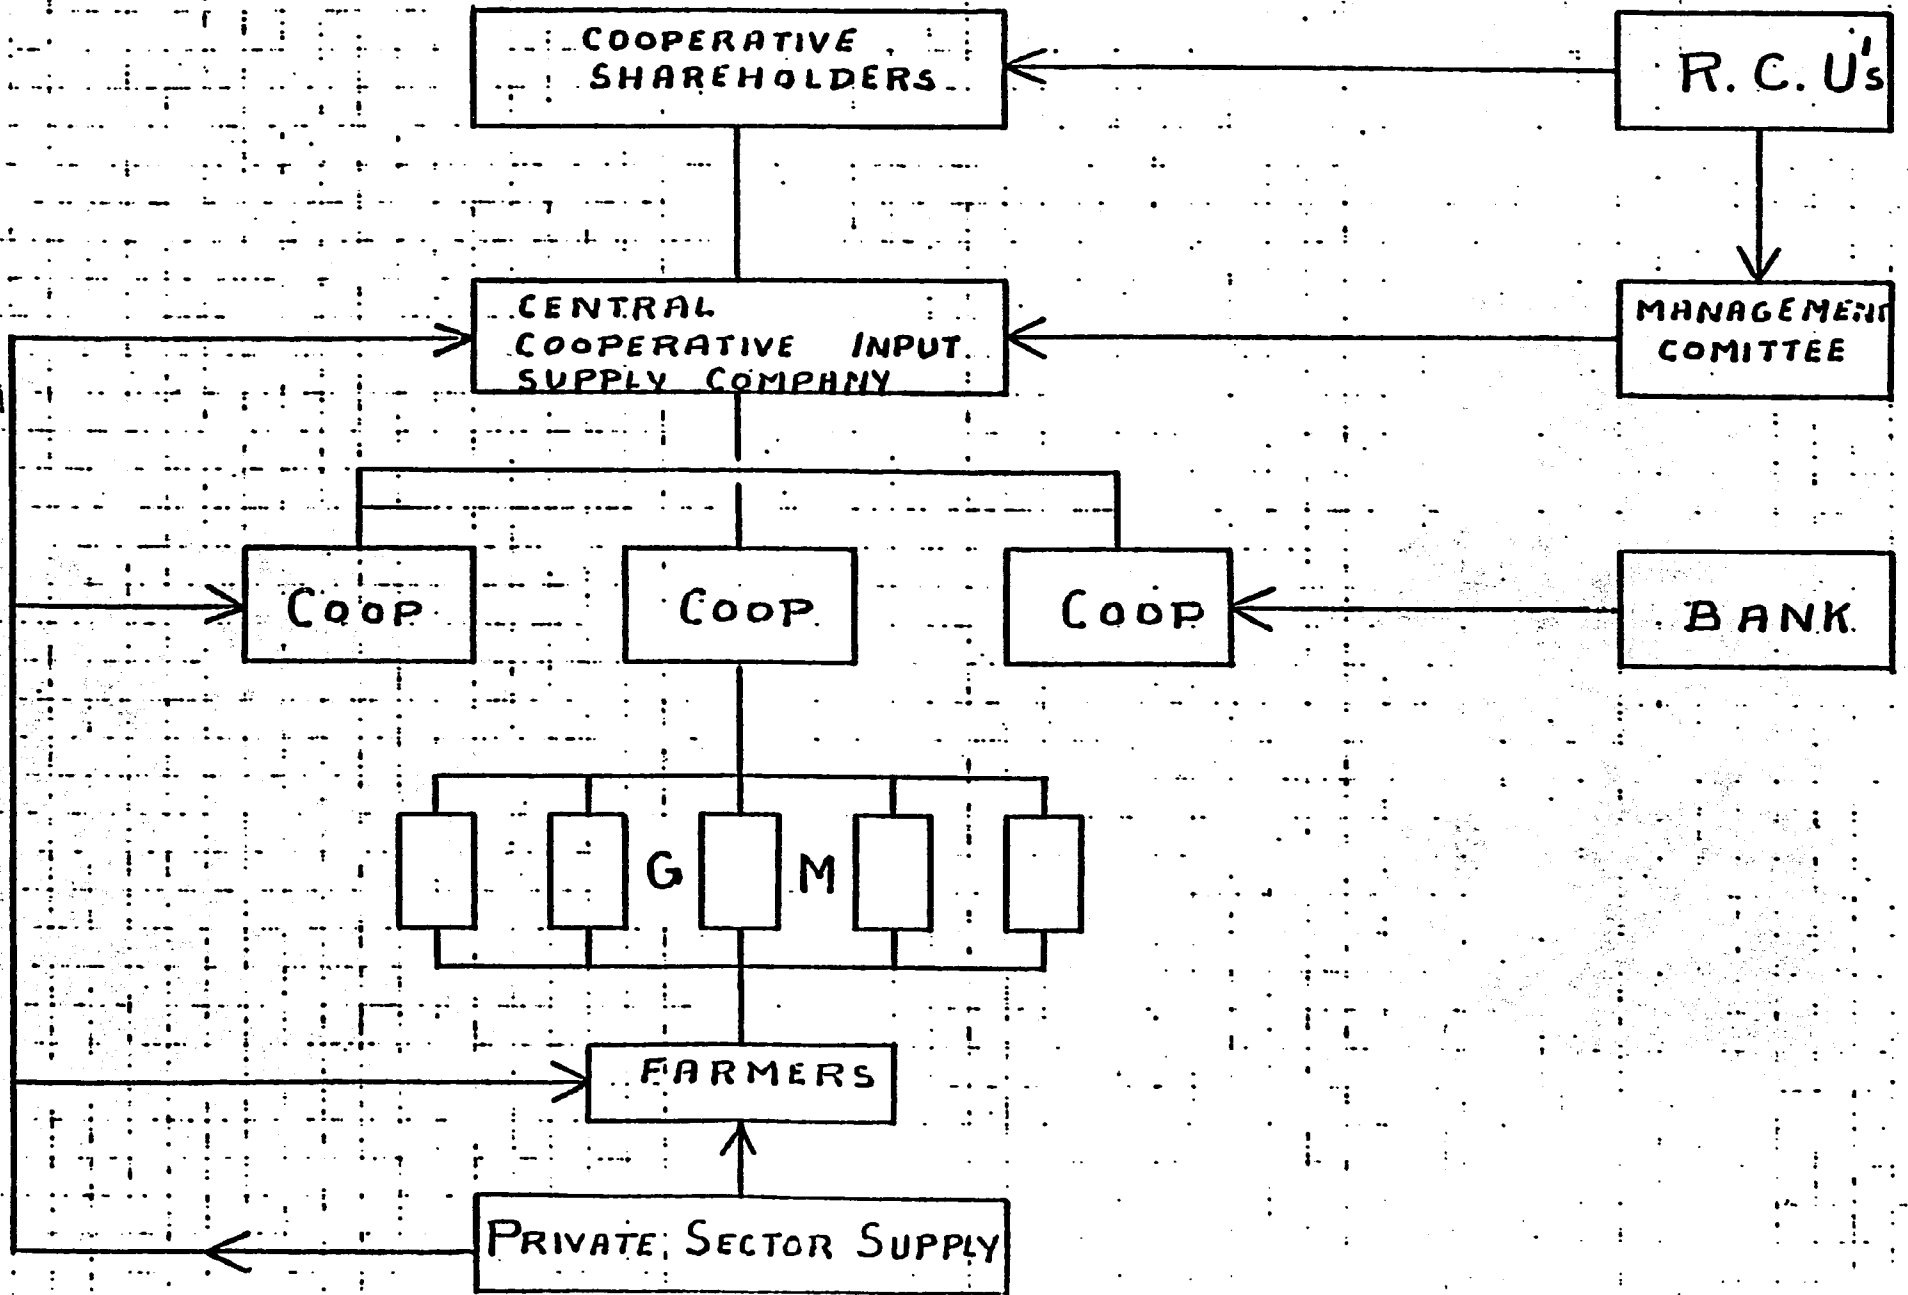 COOPERATIVE
SHAREHOLDERS
R. C. U's
CENTRAL
COOPERATIVE INPUT
SUPPLY COMPANY
MANAGEMENT
COMITTEE
COOP
COOP
COOP
BANK
G M
FARMERS
PRIVATE SECTOR SUPPLY